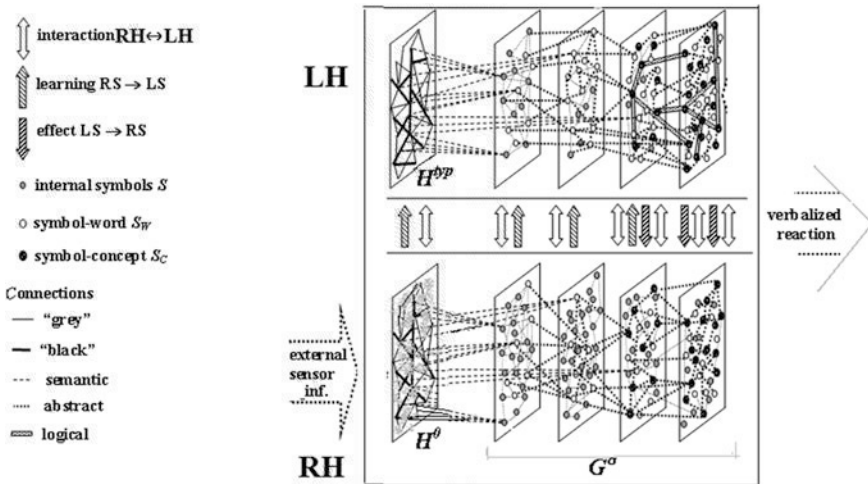 interaction RH↔LH
learning RS → LS
effect LS → RS
internal symbols S
symbol-word S_W
symbol-concept S_C
Connections
"grey"
"black"
semantic
abstract
logical
LH
H^typ
verbalized
reaction
external
sensor
inf.
H^0
RH
G^σ